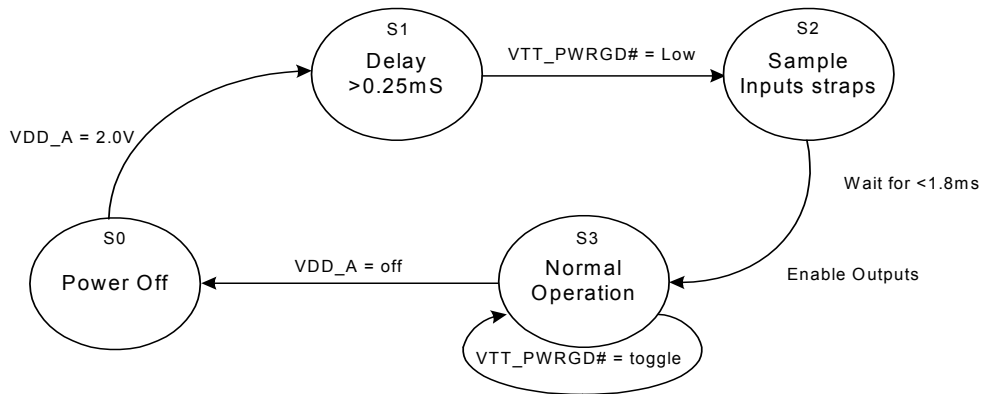 S1
Delay
>0.25mS
VTT_PWRGD# = Low
S2
Sample
Inputs straps
VDD_A = 2.0V
Wait for <1.8ms
S0
Power Off
VDD_A = off
S3
Normal
Operation
Enable Outputs
VTT_PWRGD# = toggle